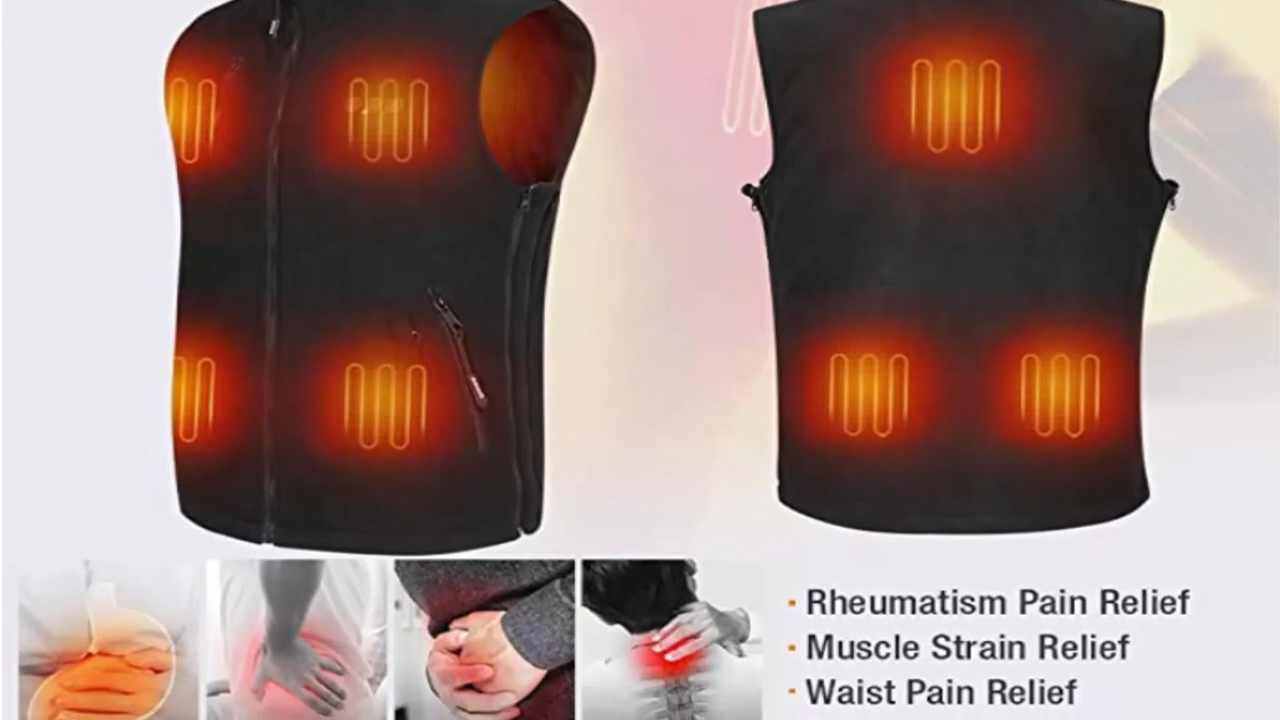 · Rheumatism Pain Relief
· Muscle Strain Relief
· Waist Pain Relief